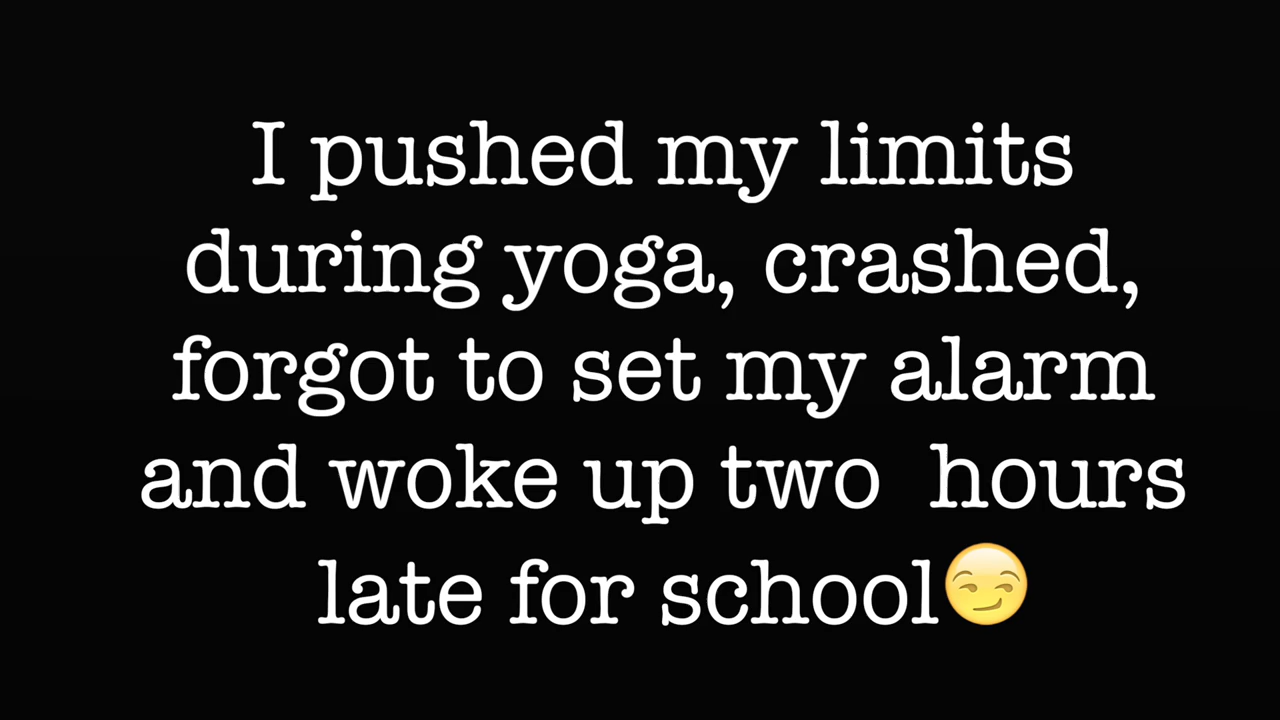 I pushed my limits
during yoga, crashed,
forgot to set my alarm
and woke up two  hours
late for school😏